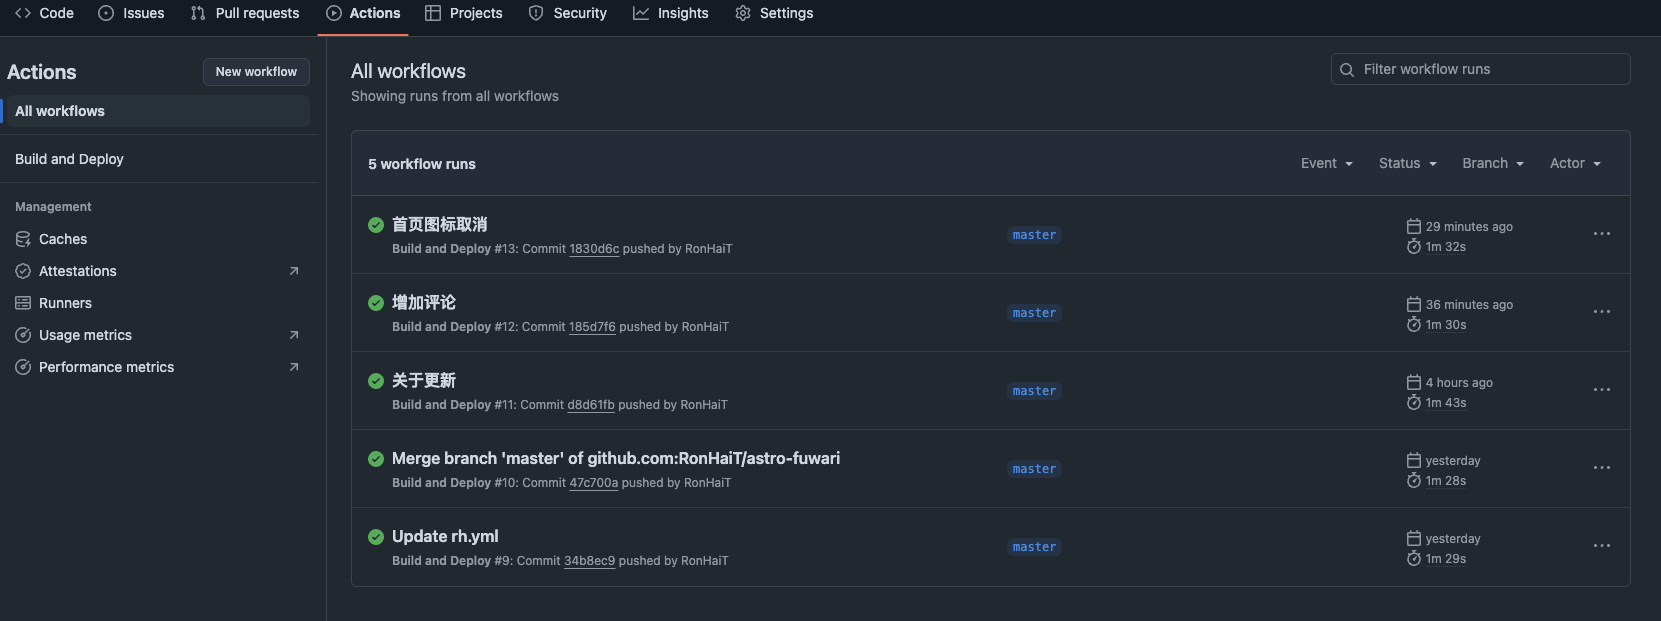 Code Issues Pull requests Actions Projects Security Insights Settings
Actions
New workflow
All workflows
Build and Deploy
Management
Caches
Attestations
Runners
Usage metrics
Performance metrics
All workflows
Showing runs from all workflows
Filter workflow runs
5 workflow runs
Event Status Branch Actor
首页图标取消
Build and Deploy #13: Commit 1830d6c pushed by RonHaiT
master
29 minutes ago
1m 32s
增加评论
Build and Deploy #12: Commit 185d7f6 pushed by RonHaiT
master
36 minutes ago
1m 30s
关于更新
Build and Deploy #11: Commit d8d61fb pushed by RonHaiT
master
4 hours ago
1m 43s
Merge branch 'master' of github.com:RonHaiT/astro-fuwari
Build and Deploy #10: Commit 47c700a pushed by RonHaiT
master
yesterday
1m 28s
Update rh.yml
Build and Deploy #9: Commit 34b8ec9 pushed by RonHaiT
master
yesterday
1m 29s